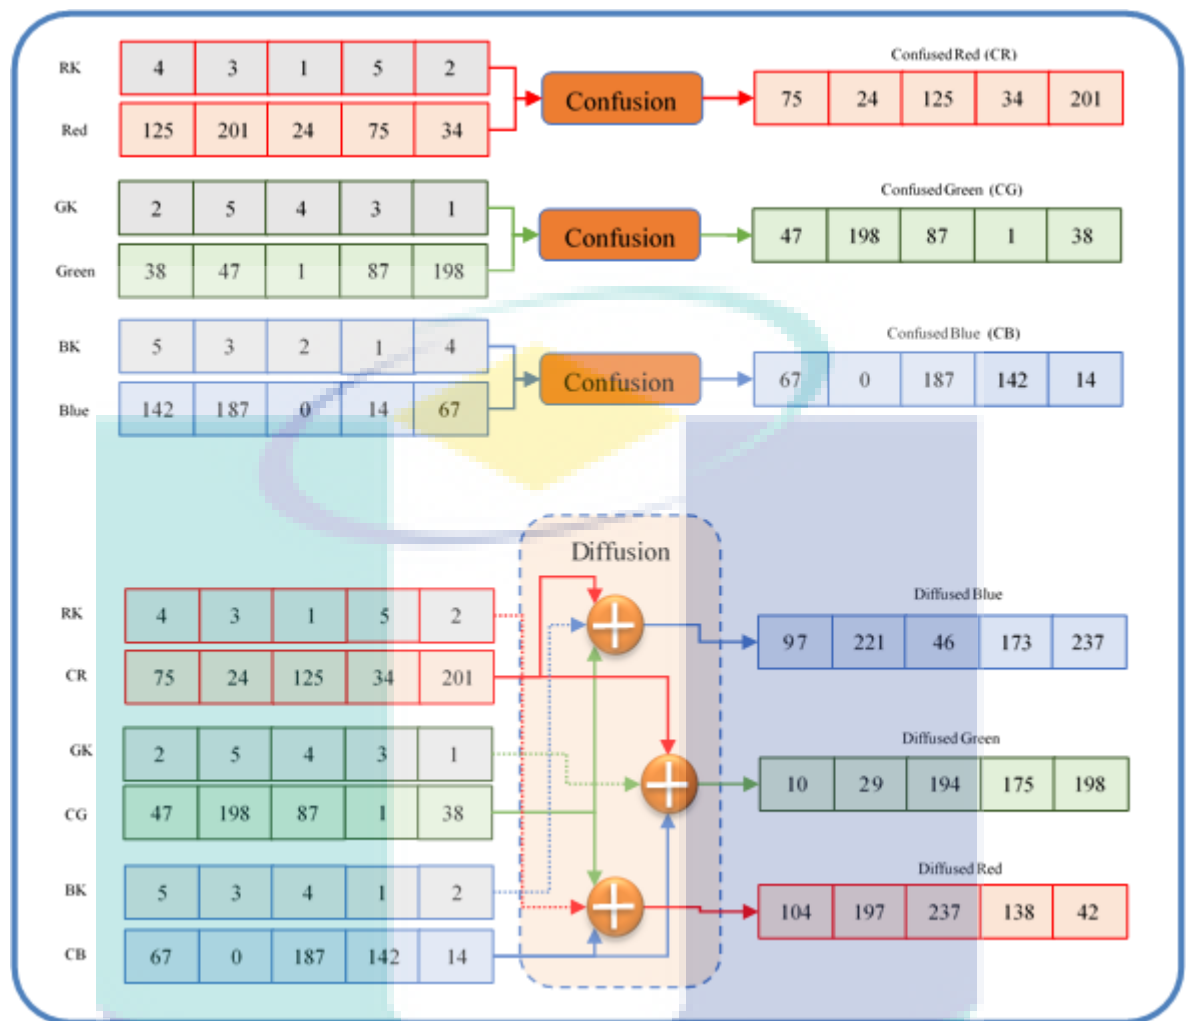 Confused Red (CR)
RK 4 3 1 5 2
Confusion 75 24 125 34 201
Red 125 201 24 75 34
Confused Green (CG)
GK 2 5 4 3 1
Confusion 47 198 87 1 38
Green 38 47 1 87 198
Confused Blue (CB)
BK 5 3 2 1 4
Confusion 67 0 187 142 14
Blue 142 187 0 14 67
Diffusion
Diffused Blue
RK 4 3 1 5 2
97 221 46 173 237
CR 75 24 125 34 201
Diffused Green
GK 2 5 4 3 1
10 29 194 175 198
CG 47 198 87 1 38
Diffused Red
BK 5 3 4 1 2
104 197 237 138 42
CB 67 0 187 142 14